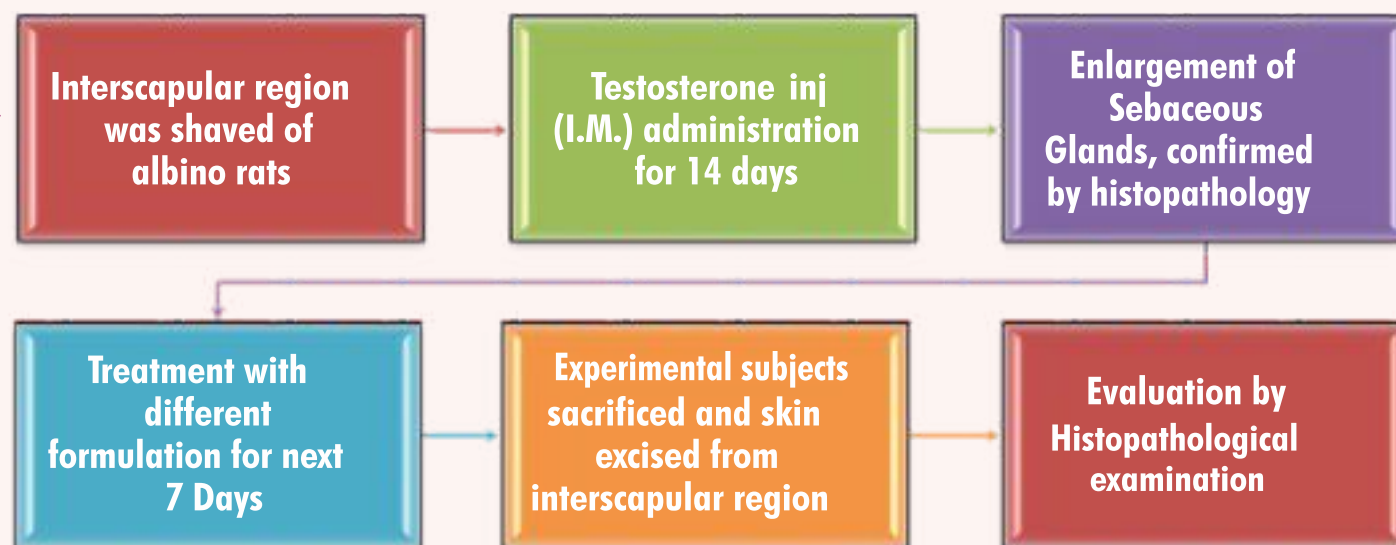 Interscapular region
was shaved of
albino rats
Testosterone inj
(I.M.) administration
for 14 days
Enlargement of
Sebaceous
Glands, confirmed
by histopathology
Treatment with
different
formulation for next
7 Days
Experimental subjects
sacrificed and skin
excised from
interscapular region
Evaluation by
Histopathological
examination